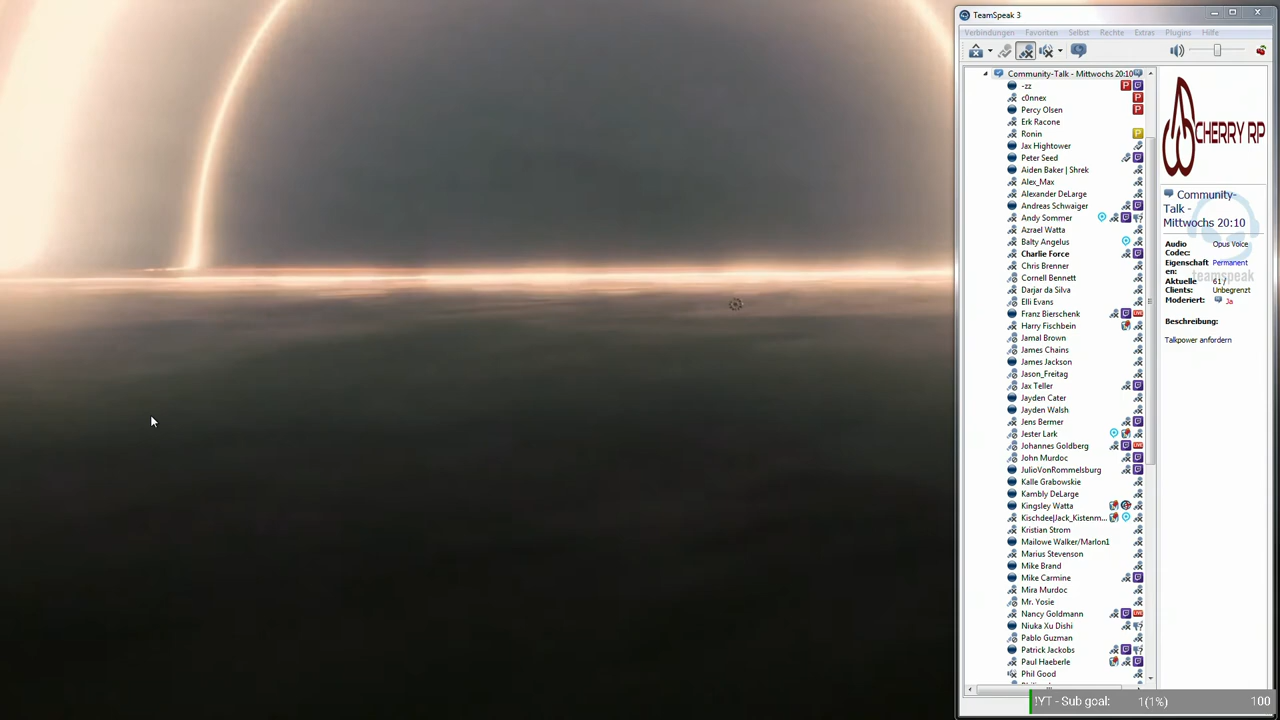 TeamSpeak 3
Verbindungen Favoriten Selbst Rechte Extras Plugins Hilfe
Community-Talk - Mittwochs 20:10
-zz
c0nnex
Percy Olsen
Erk Racone
Ronin
Jax Hightower
Peter Seed
Aiden Baker | Shrek
Alex_Max
Alexander DeLarge
Andreas Schwaiger
Andy Sommer
Azrael Watta
Balty Angelus
Charlie Force
Chris Brenner
Cornell Bennett
Darjar da Silva
Elli Evans
Franz Bierschenk
Harry Fischbein
Jamal Brown
James Chains
James Jackson
Jason_Freitag
Jax Teller
Jayden Cater
Jayden Walsh
Jens Bermer
Jester Lark
Johannes Goldberg
John Murdoc
JulioVonRommelsburg
Kalle Grabowskie
Kambly DeLarge
Kingsley Watta
Kischdee|Jack_Kistenm...
Kristian Strom
Mailowe Walker/Marlon1
Marius Stevenson
Mike Brand
Mike Carmine
Mira Murdoc
Mr. Yosie
Nancy Goldmann
Niuka Xu Dishi
Pablo Guzman
Patrick Jackobs
Paul Haeberle
Phil Good
CHERRY RP
Community-
Talk -
Mittwochs 20:10
teamspeak
Audio Codec: Opus Voice
Eigenschaften: Permanent
Aktuelle Clients: 61 / Unbegrenzt
Moderiert: Ja
Beschreibung:
Talkpower anfordern
!YT - Sub goal: 1(1%) 100